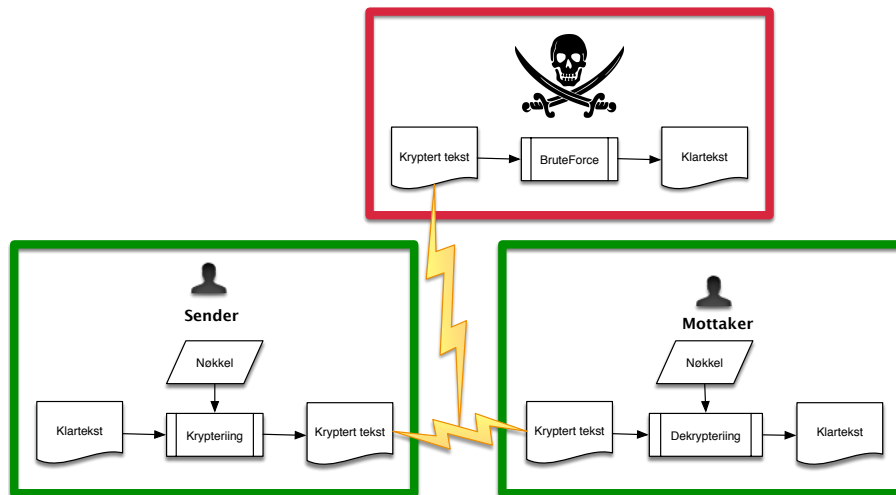 Kryptert tekst
BruteForce
Klartekst
Sender
Nøkkel
Klartekst
Krypteriing
Kryptert tekst
Mottaker
Nøkkel
Kryptert tekst
Dekrypteriing
Klartekst